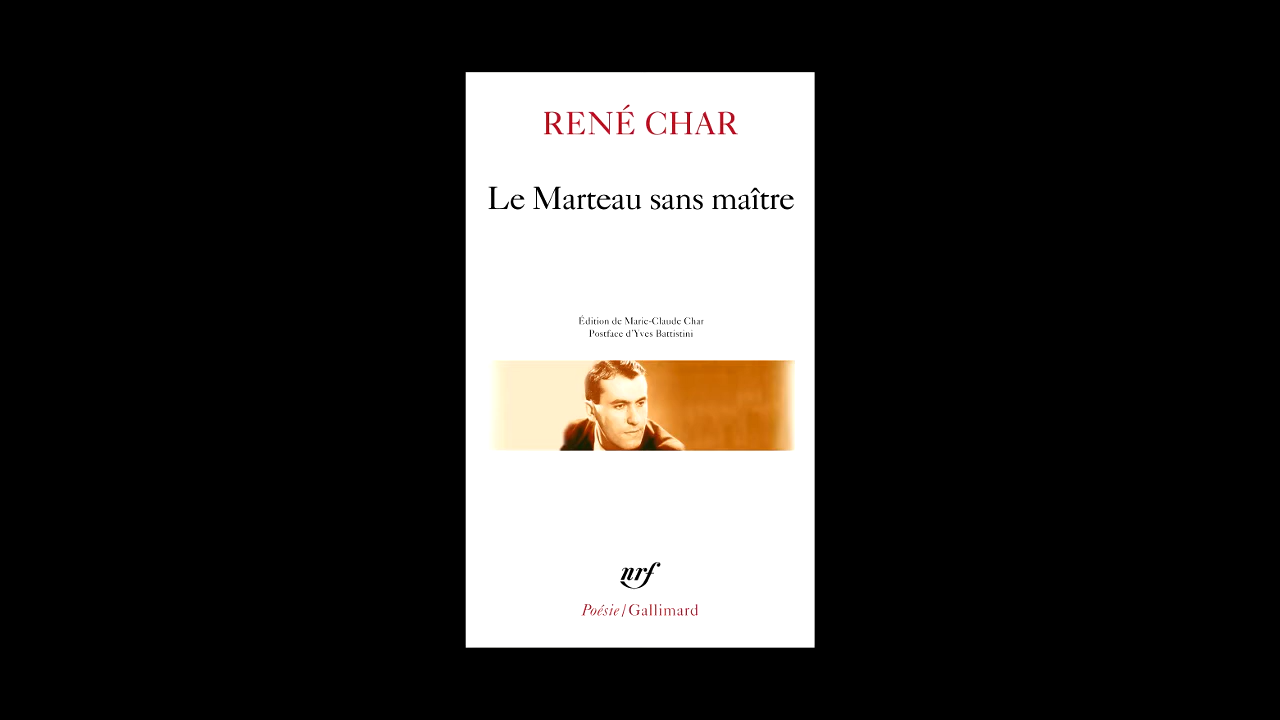 RENÉ CHAR
Le Marteau sans maître
Édition de Marie-Claude Char
Postface d'Yves Battistini
nrf
Poésie / Gallimard